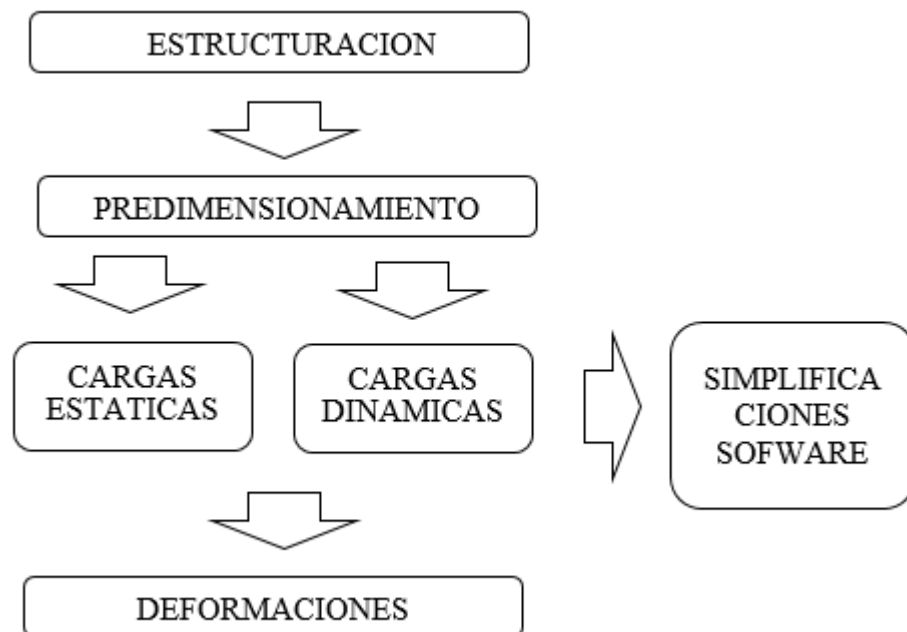 ESTRUCTURACION
PREDIMENSIONAMIENTO
CARGAS
ESTATICAS
CARGAS
DINAMICAS
SIMPLIFICA
CIONES
SOFWARE
DEFORMACIONES